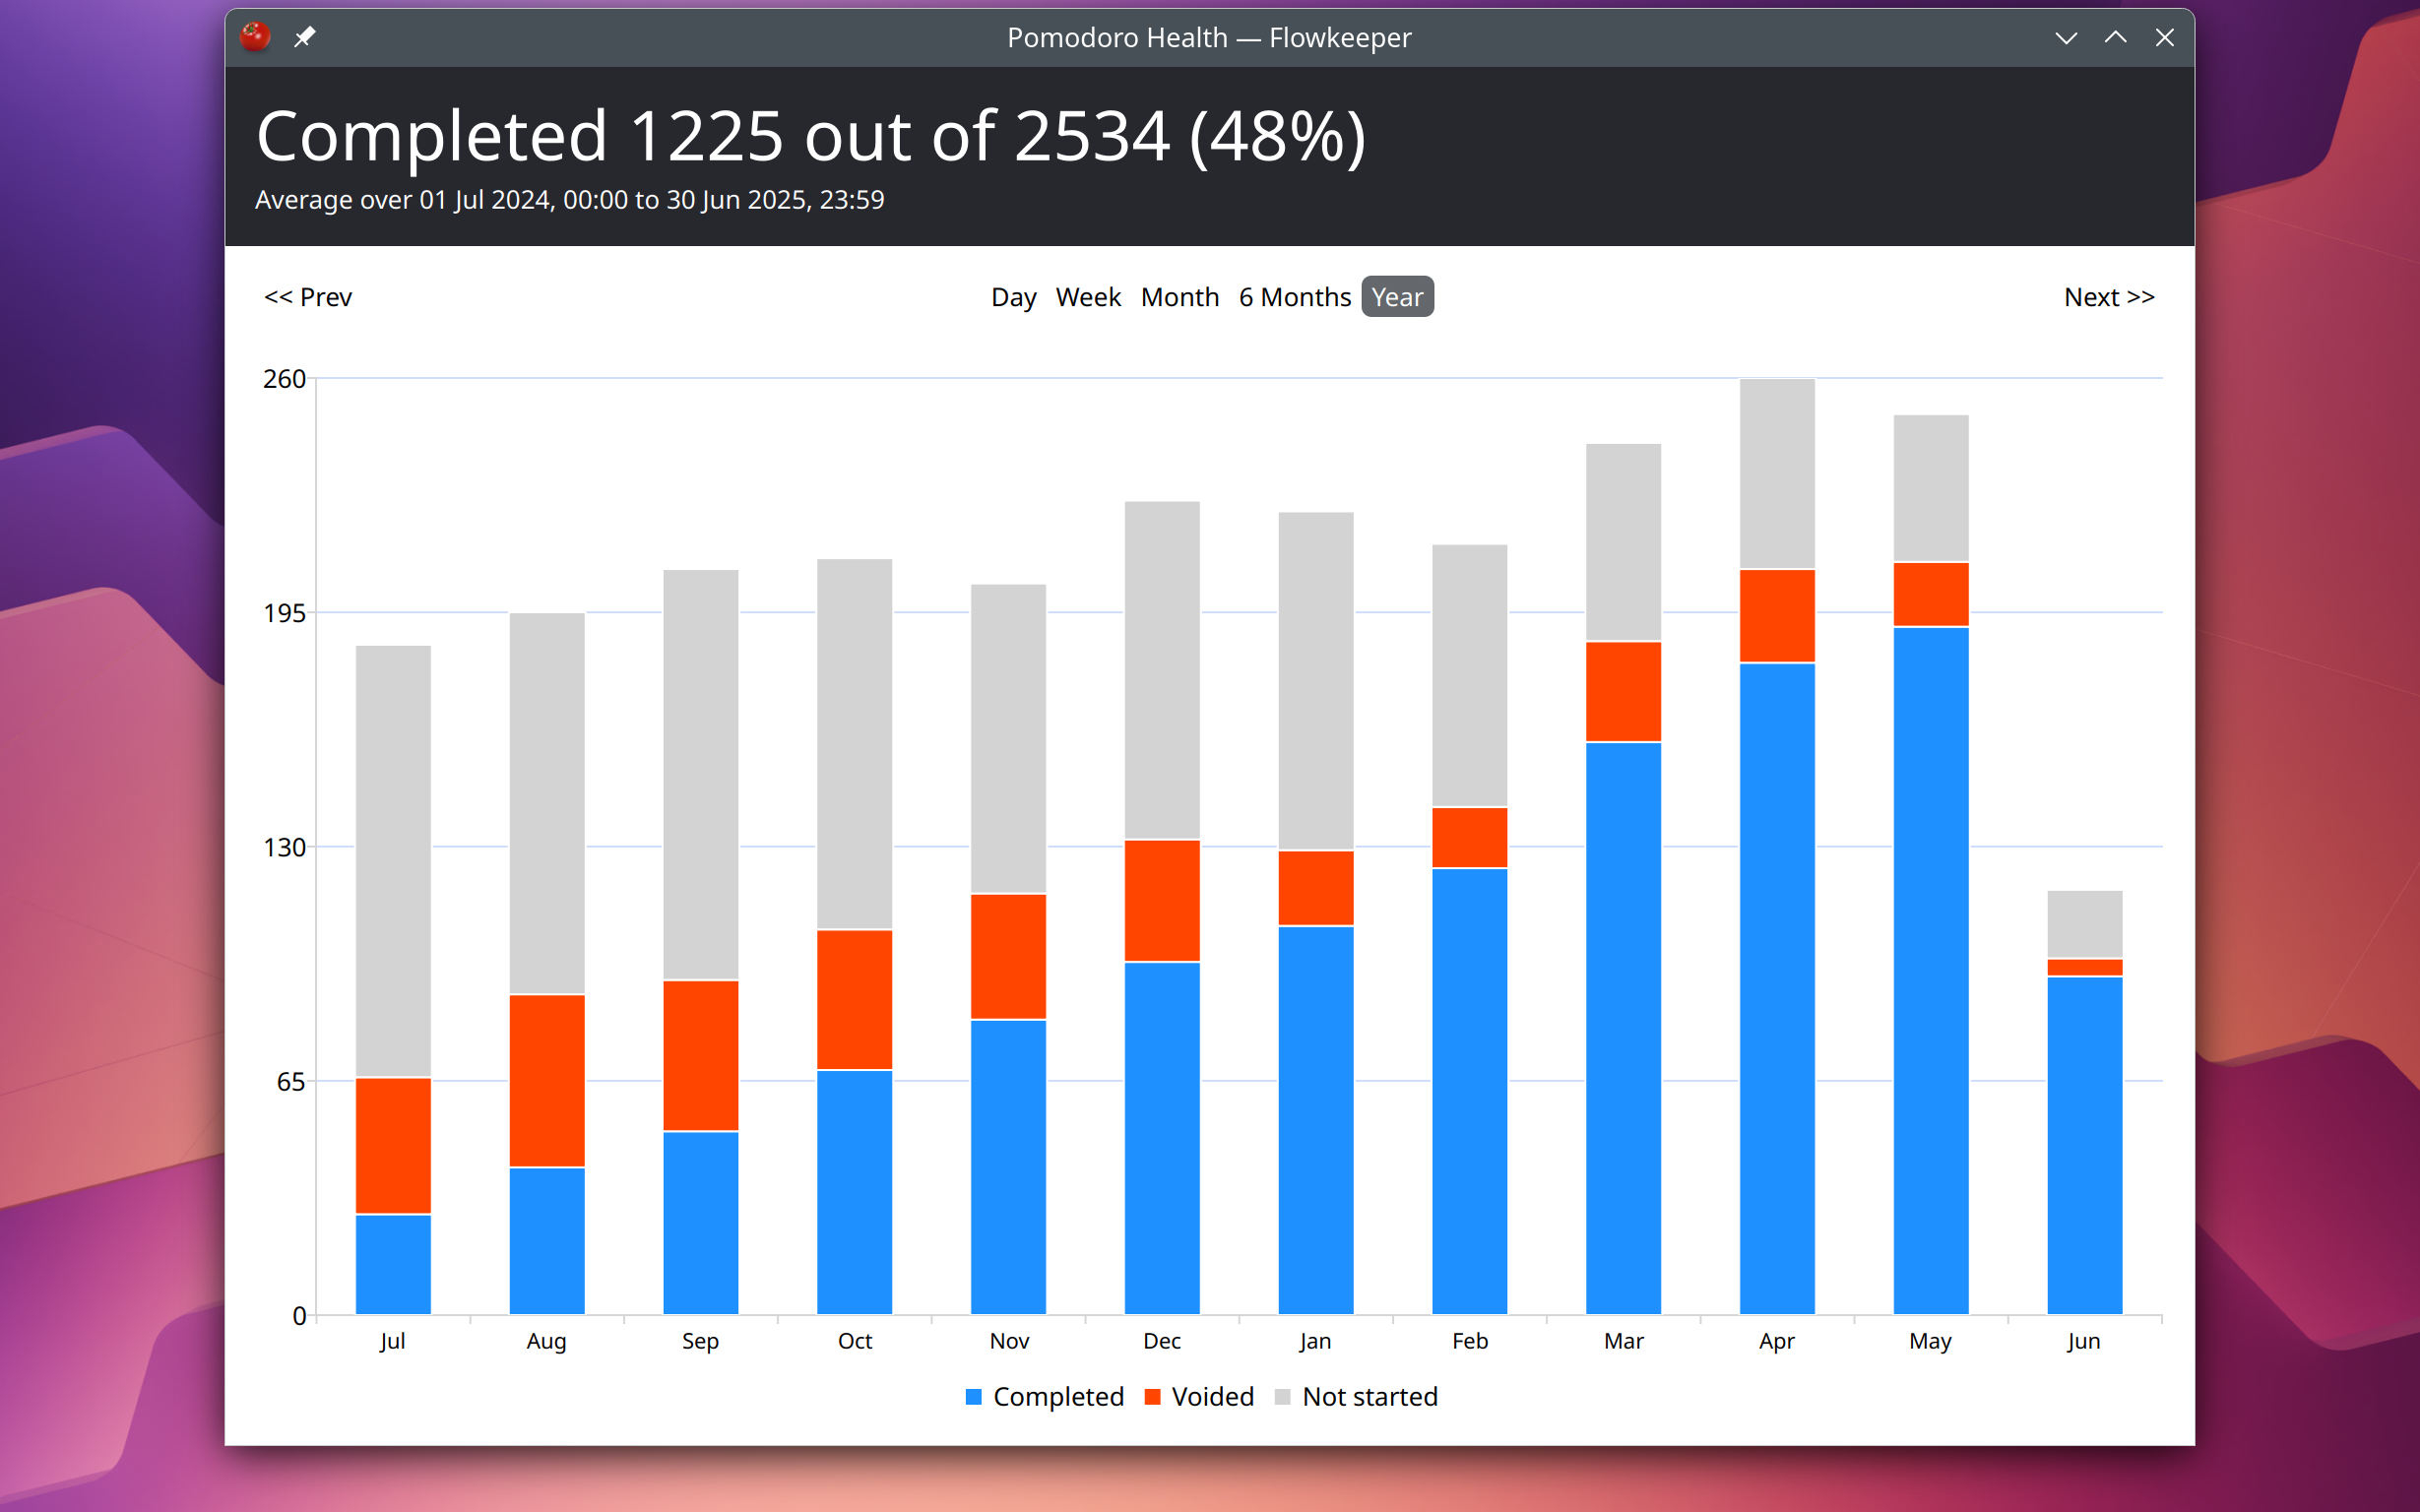 Pomodoro Health — Flowkeeper
Completed 1225 out of 2534 (48%)
Average over 01 Jul 2024, 00:00 to 30 Jun 2025, 23:59
<< Prev Day Week Month 6 Months Year Next >>
260
195
130
65
0
Jul Aug Sep Oct Nov Dec Jan Feb Mar Apr May Jun
Completed Voided Not started